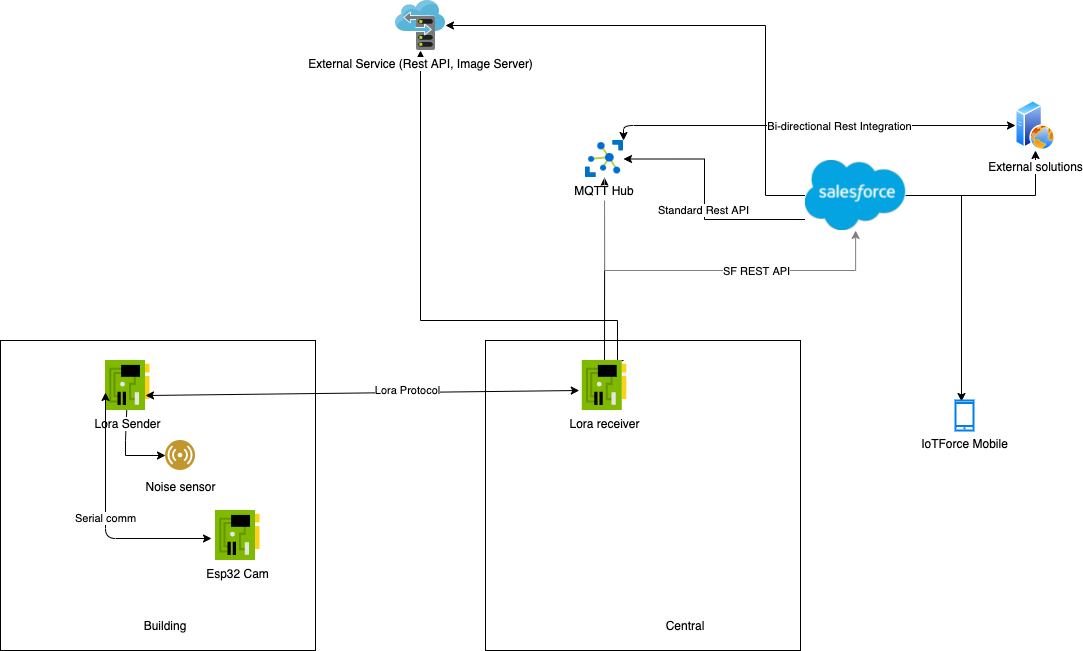 External Service (Rest API, Image Server)
Bi-directional Rest Integration
External solutions
MQTT Hub
salesforce
Standard Rest API
SF REST API
Lora Protocol
Lora Sender
Lora receiver
IoTForce Mobile
Noise sensor
Serial comm
Esp32 Cam
Building
Central